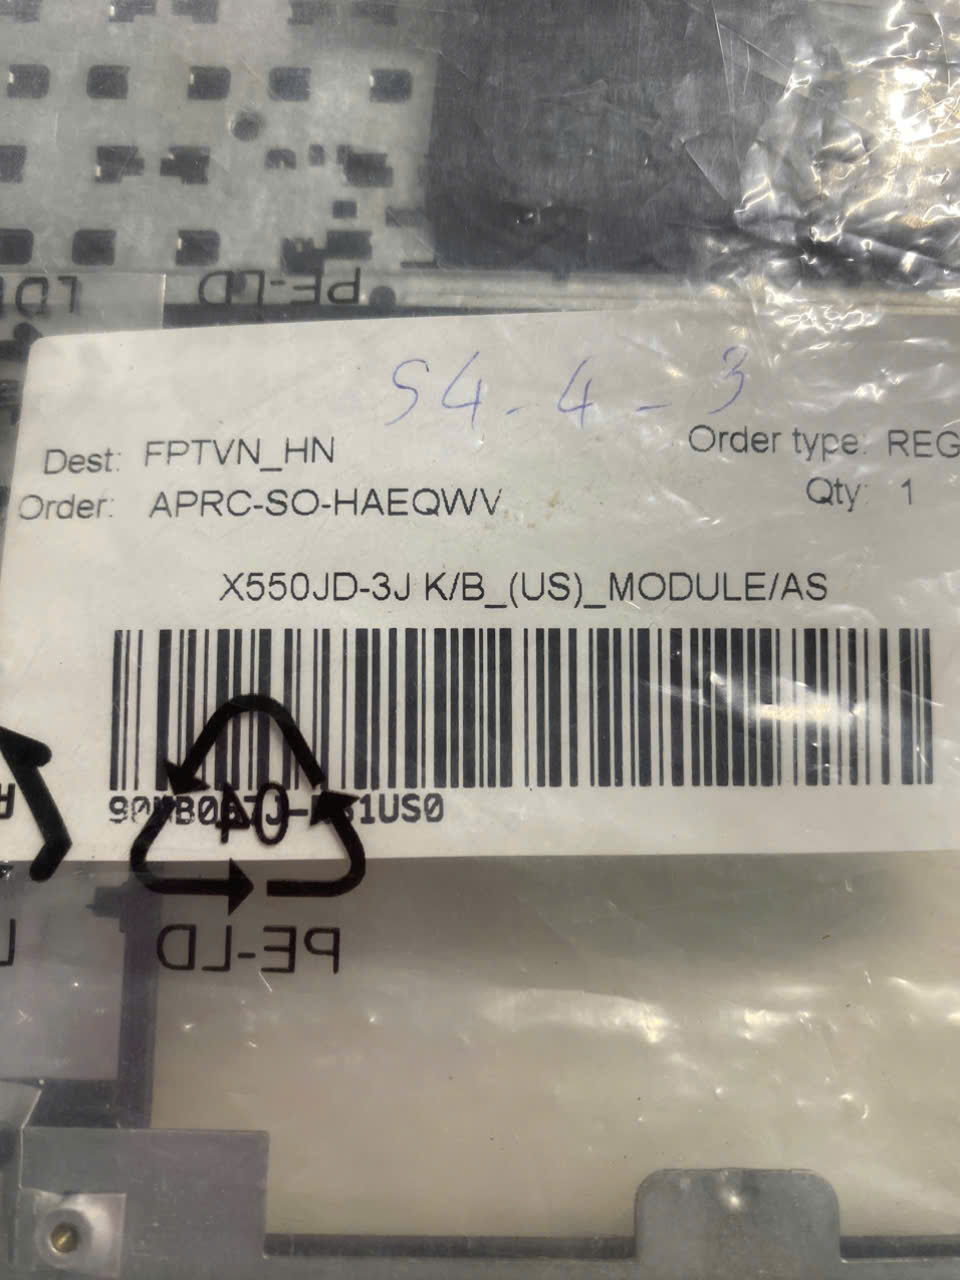 PE-LD
S4-4-3
Dest: FPTVN_HN
Order type: REG
Order: APRC-SO-HAEQWV
Qty: 1
X550JD-3J K/B_(US)_MODULE/AS
04
PE-LD